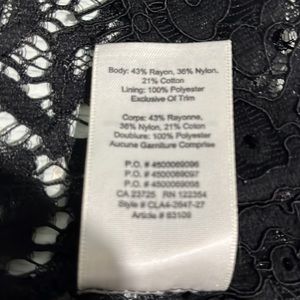 Body: 43% Rayon, 36% Nylon,
21% Cotton
Lining: 100% Polyester
Exclusive Of Trim
Corps: 43% Rayonne,
36% Nylon, 21% Coton
Doublure: 100% Polyester
Aucune Garniture Comprise
P.O. # 4500069096
P.O. # 4500069097
P.O. # 4500069098
CA 23725 RN 122354
Style # CLA4-2647-27
Article # 83109